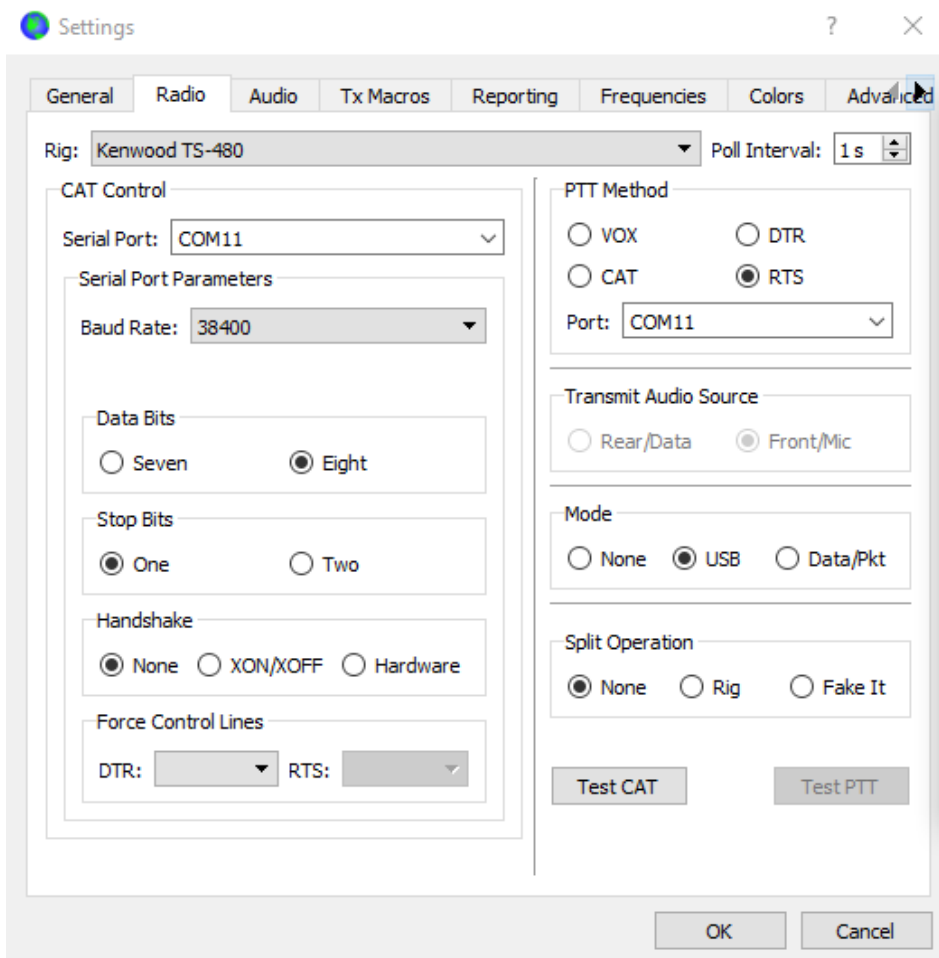 Settings ?
General Radio Audio Tx Macros Reporting Frequencies Colors Advanced
Rig: Kenwood TS-480 Poll Interval: 1 s
CAT Control
Serial Port: COM11
Serial Port Parameters
Baud Rate: 38400
Data Bits
Seven Eight
Stop Bits
One Two
Handshake
None XON/XOFF Hardware
Force Control Lines
DTR: RTS:
PTT Method
VOX DTR
CAT RTS
Port: COM11
Transmit Audio Source
Rear/Data Front/Mic
Mode
None USB Data/Pkt
Split Operation
None Rig Fake It
Test CAT Test PTT
OK Cancel